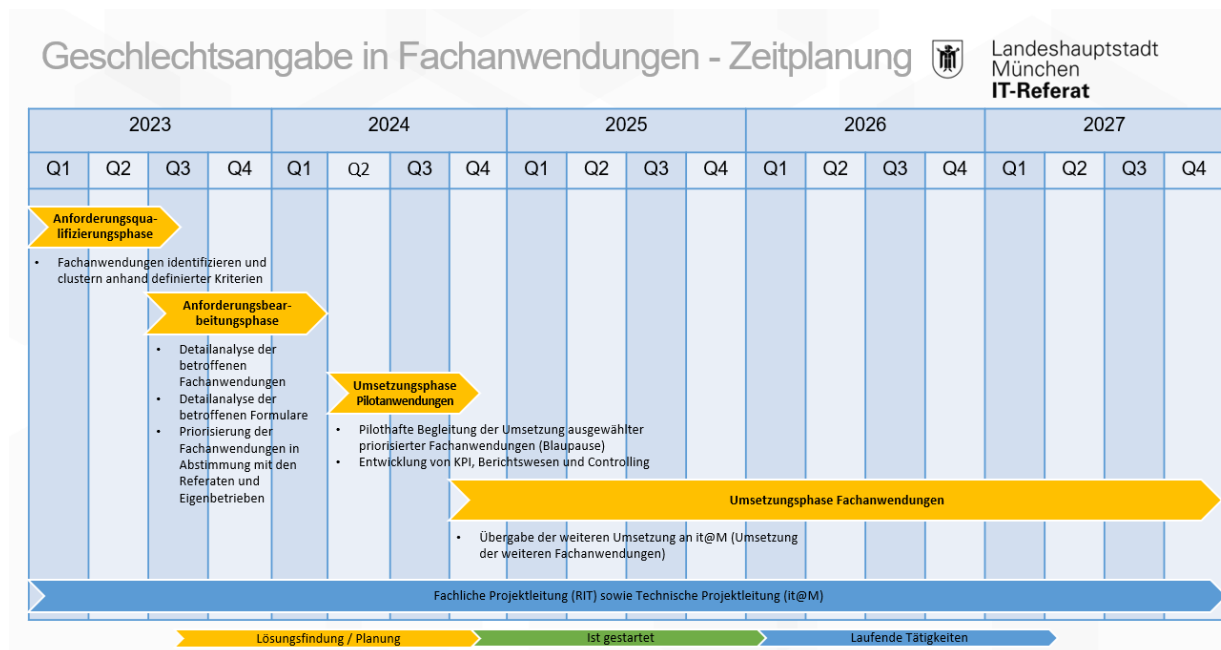 Geschlechtsangabe in Fachanwendungen - Zeitplanung
Landeshauptstadt
München
IT-Referat
2023 2024 2025 2026 2027
Q1 Q2 Q3 Q4 Q1 Q2 Q3 Q4 Q1 Q2 Q3 Q4 Q1 Q2 Q3 Q4 Q1 Q2 Q3 Q4
Anforderungsqua-
lifizierungsphase
• Fachanwendungen identifizieren und
clustern anhand definierter Kriterien
Anforderungsbear-
beitungsphase
• Detailanalyse der
betroffenen
Fachanwendungen
• Detailanalyse der
betroffenen Formulare
• Priorisierung der
Fachanwendungen in
Abstimmung mit den
Referaten und
Eigenbetrieben
Umsetzungsphase
Pilotanwendungen
• Pilothafte Begleitung der Umsetzung ausgewählter
priorisierter Fachanwendungen (Blaupause)
• Entwicklung von KPI, Berichtswesen und Controlling
Umsetzungsphase Fachanwendungen
• Übergabe der weiteren Umsetzung an it@M (Umsetzung
der weiteren Fachanwendungen)
Fachliche Projektleitung (RIT) sowie Technische Projektleitung (it@M)
Lösungsfindung / Planung
Ist gestartet
Laufende Tätigkeiten